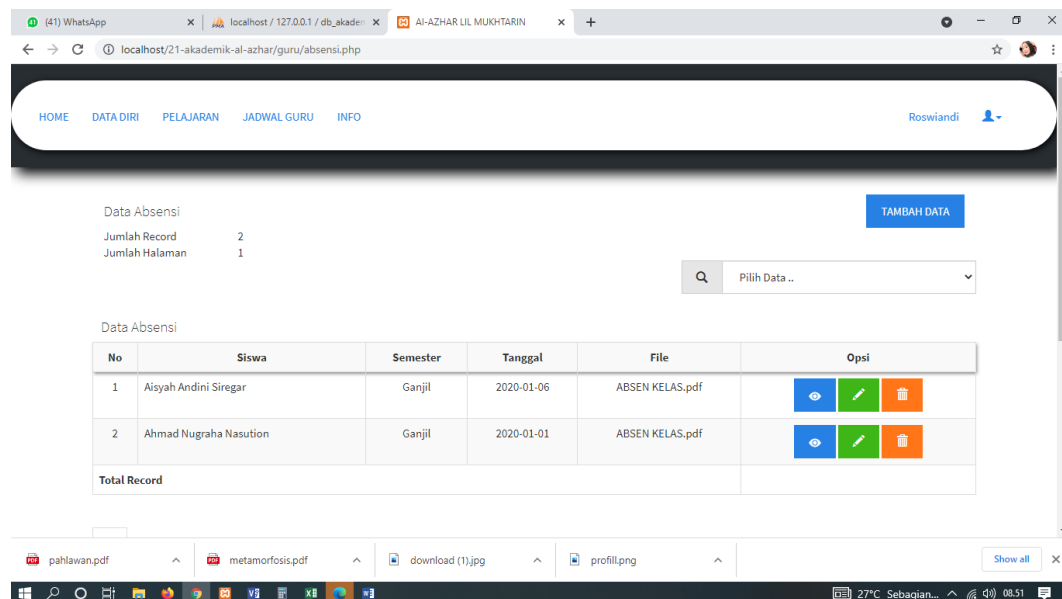 (41) WhatsApp
localhost / 127.0.0.1 / db_akadem
Al-AZHAR LIL MUKHTARIN
localhost/21-akademik-al-azhar/guru/absensi.php
HOME DATA DIRI PELAJARAN JADWAL GURU INFO Roswiandi
Data Absensi TAMBAH DATA
Jumlah Record 2
Jumlah Halaman 1
Pilih Data ..
Data Absensi
No Siswa Semester Tanggal File Opsi
1 Aisyah Andini Siregar Ganjil 2020-01-06 ABSEN KELAS.pdf
2 Ahmad Nugraha Nasution Ganjil 2020-01-01 ABSEN KELAS.pdf
Total Record
pahlawan.pdf metamorfosis.pdf download (1).jpg profill.png Show all
27°C Sebagian... 08.51